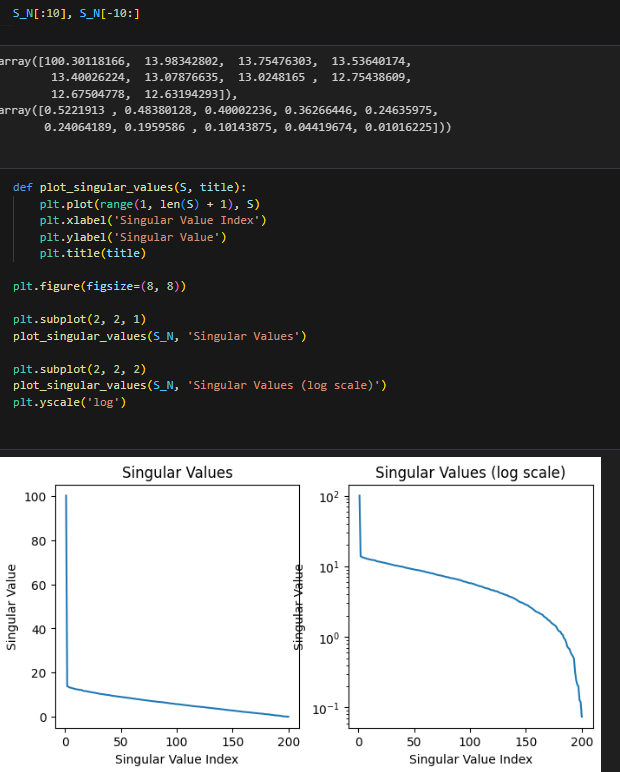 S_N[:10], S_N[-10:]
array([100.30118166, 13.98342802, 13.75476303, 13.53640174,
13.40026224, 13.07876635, 13.0248165 , 12.75438609,
12.67504778, 12.63194293]),
array([0.5221913 , 0.48380128, 0.40002236, 0.36266446, 0.24635975,
0.24064189, 0.1959586 , 0.10143875, 0.04419674, 0.01016225]))
def plot_singular_values(S, title):
plt.plot(range(1, len(S) + 1), S)
plt.xlabel('Singular Value Index')
plt.ylabel('Singular Value')
plt.title(title)
plt.figure(figsize=(8, 8))
plt.subplot(2, 2, 1)
plot_singular_values(S_N, 'Singular Values')
plt.subplot(2, 2, 2)
plot_singular_values(S_N, 'Singular Values (log scale)')
plt.yscale('log')
Singular Values
100
80
60
40
20
0
Singular Value
0 50 100 150 200
Singular Value Index
Singular Values (log scale)
10²
10¹
10⁰
10⁻¹
Singular Value
0 50 100 150 200
Singular Value Index